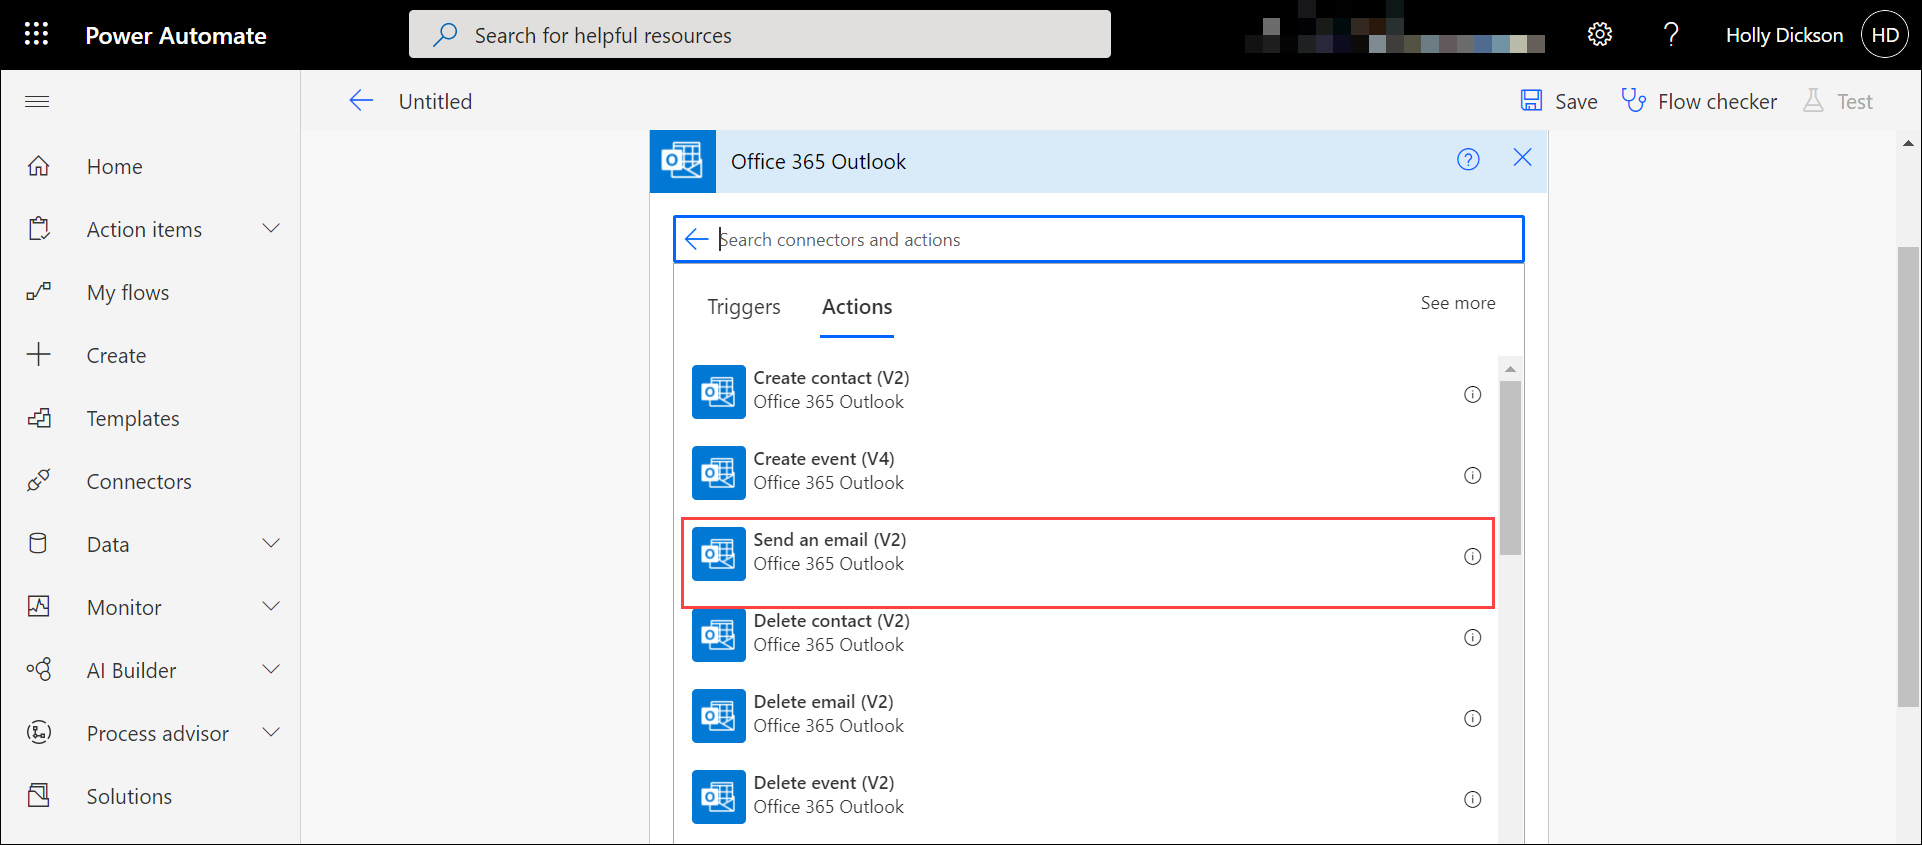 Power Automate
Search for helpful resources
Holly Dickson
HD
Untitled
Save
Flow checker
Test
Home
Action items
My flows
Create
Templates
Connectors
Data
Monitor
AI Builder
Process advisor
Solutions
Office 365 Outlook
Search connectors and actions
Triggers
Actions
See more
Create contact (V2)
Office 365 Outlook
Create event (V4)
Office 365 Outlook
Send an email (V2)
Office 365 Outlook
Delete contact (V2)
Office 365 Outlook
Delete email (V2)
Office 365 Outlook
Delete event (V2)
Office 365 Outlook